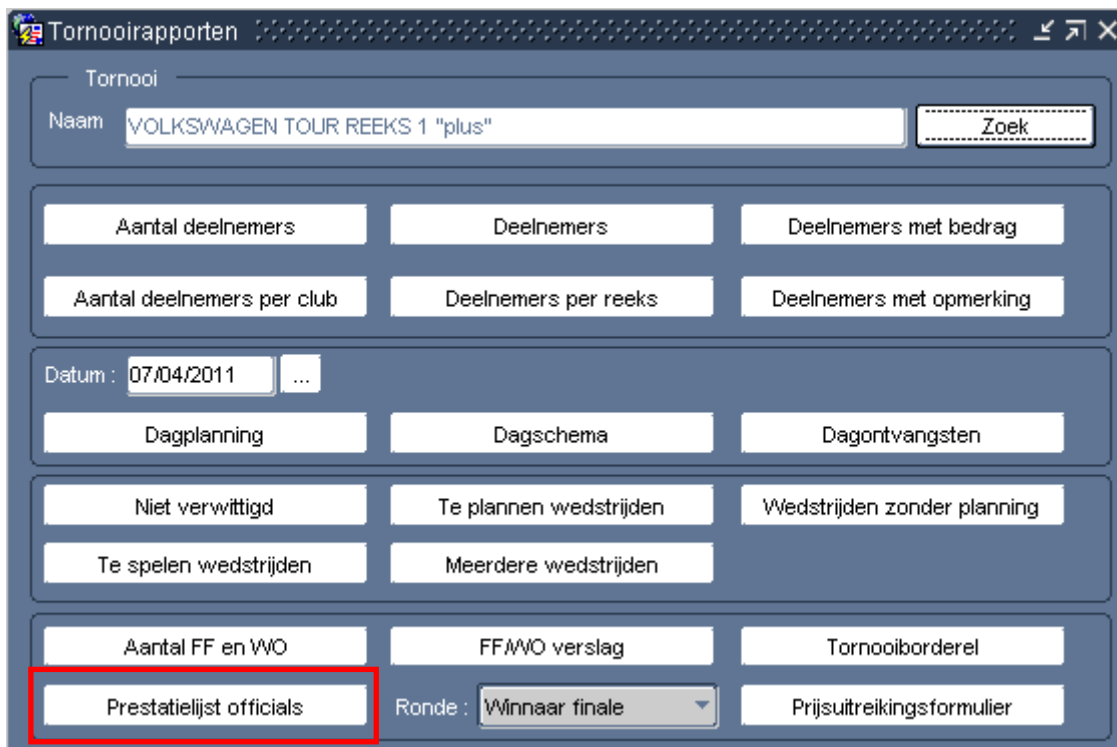 Tornooirapporten
Tornooi
Naam VOLKSWAGEN TOUR REEKS 1 "plus" Zoek
Aantal deelnemers Deelnemers Deelnemers met bedrag
Aantal deelnemers per club Deelnemers per reeks Deelnemers met opmerking
Datum : 07/04/2011 ...
Dagplanning Dagschema Dagontvangsten
Niet verwittigd Te plannen wedstrijden Wedstrijden zonder planning
Te spelen wedstrijden Meerdere wedstrijden
Aantal FF en WO FF/WO verslag Tornooiborderel
Prestatielijst officials Ronde : Winnaar finale Prijsuitreikingsformulier